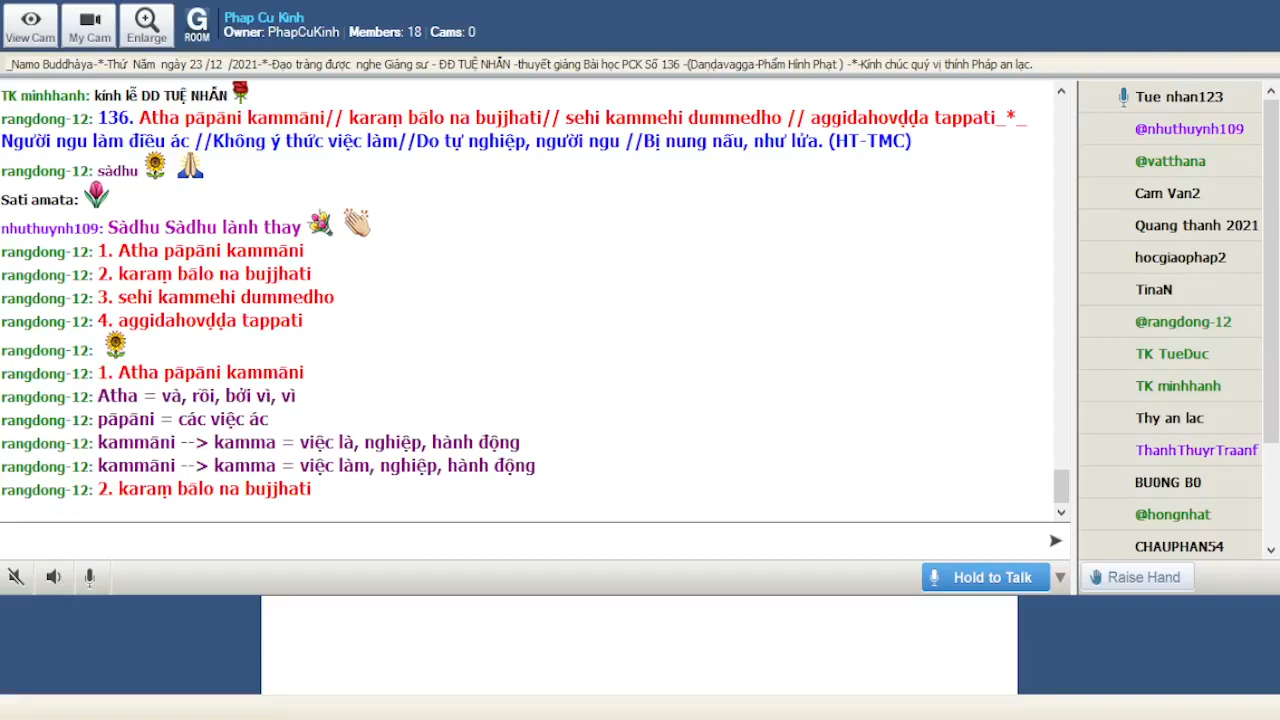 View Cam
My Cam
Enlarge
G
ROOM
Phap Cu Kinh
Owner: PhapCuKinh | Members: 18 | Cams: 0
_Namo Buddhàya-*-Thứ Năm ngày 23 /12 /2021-*-Đạo tràng được nghe Giảng sư - ĐĐ TUỆ NHẪN -thuyết giảng Bài học PCK Số 136 -(Daṇḍavagga-Phẩm Hình Phạt ) -*-Kính chúc quý vị thính Pháp an lạc.
TK minhhanh: kính lễ DD TUỆ NHẪN
rangdong-12: 136. Atha pāpāni kammāni// karaṃ bālo na bujjhati// sehi kammehi dummedho // aggidahovḍḍa tappati_*_
Người ngu làm điều ác //Không ý thức việc làm//Do tự nghiệp, người ngu //Bị nung nấu, như lửa. (HT-TMC)
rangdong-12: sàdhu
Sati amata:
nhuthuynh109: Sàdhu Sàdhu lành thay
rangdong-12: 1. Atha pāpāni kammāni
rangdong-12: 2. karaṃ bālo na bujjhati
rangdong-12: 3. sehi kammehi dummedho
rangdong-12: 4. aggidahovḍḍa tappati
rangdong-12:
rangdong-12: 1. Atha pāpāni kammāni
rangdong-12: Atha = và, rồi, bởi vì, vì
rangdong-12: pāpāni = các việc ác
rangdong-12: kammāni --> kamma = việc là, nghiệp, hành động
rangdong-12: kammāni --> kamma = việc làm, nghiệp, hành động
rangdong-12: 2. karaṃ bālo na bujjhati
Tue nhan123
@nhuthuynh109
@vatthana
Cam Van2
Quang thanh 2021
hocgiaophap2
TinaN
@rangdong-12
TK TueDuc
TK minhhanh
Thy an lac
ThanhThuyrTraanf
BU0NG B0
@hongnhat
CHAUPHAN54
Hold to Talk
Raise Hand